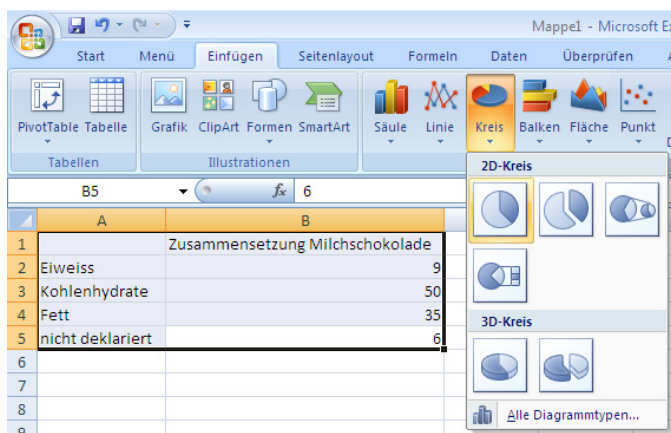 Mappe1 - Microsoft E
Start Menü Einfügen Seitenlayout Formeln Daten Überprüfen
PivotTable Tabelle Grafik ClipArt Formen SmartArt Säule Linie Kreis Balken Fläche Punkt
Tabellen Illustrationen
2D-Kreis
B5 fx 6
A B
1 Zusammensetzung Milchschokolade
2 Eiweiss 9
3 Kohlenhydrate 50
4 Fett 35
5 nicht deklariert 6
3D-Kreis
6
7
8
Alle Diagrammtypen...
9